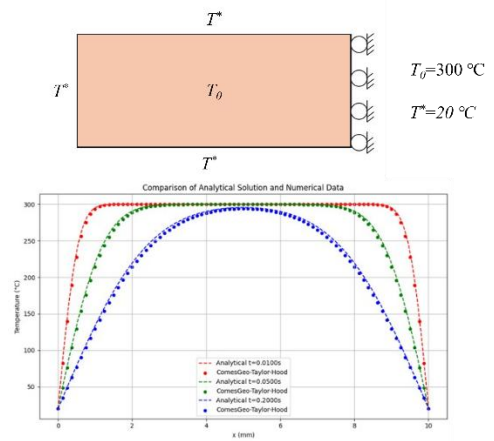 T*
T* T₀ T₀=300 °C
T*=20 °C
T*
Comparison of Analytical Solution and Numerical Data
Temperature (°C)
300
250
200
150
100
50
Analytical t=0.0100s
ComesGeo-Taylor-Hood
Analytical t=0.0500s
ComesGeo-Taylor-Hood
Analytical t=0.2000s
ComesGeo-Taylor-Hood
0 2 4 6 8 10
x (mm)